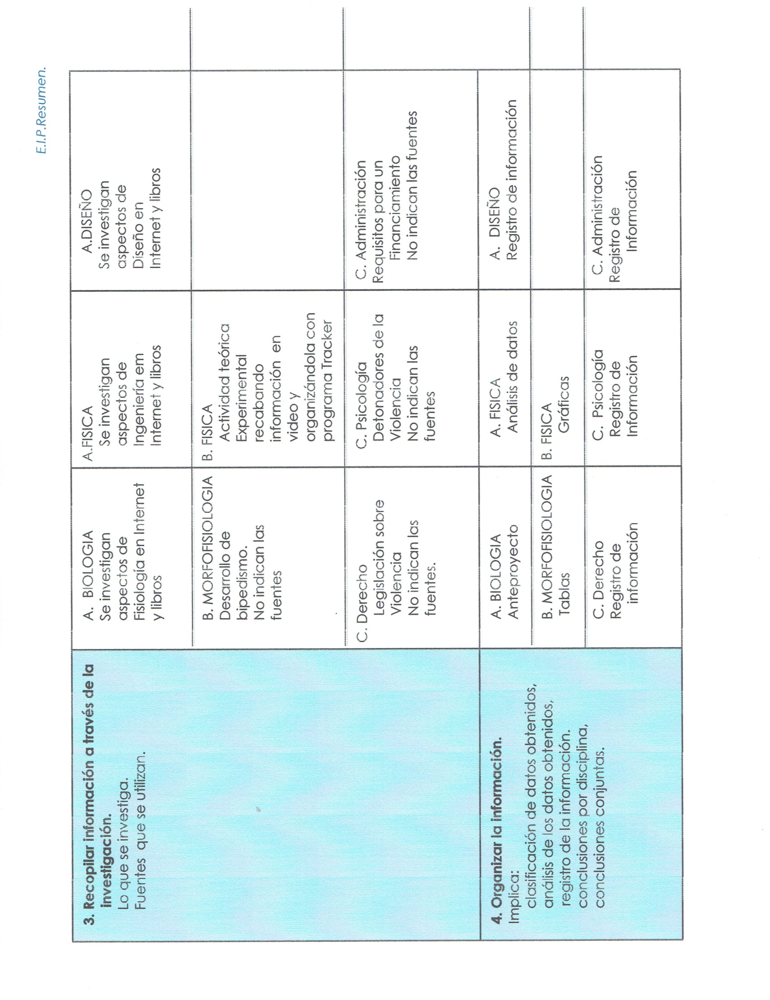 E.I.P.Resumen.
3. Recopilar información a través de la
investigación.
Lo que se investiga.
Fuentes que se utilizan.
A. BIOLOGIA
Se investigan
aspectos de
Fisiología en Internet
y libros
A.FISICA
Se investigan
aspectos de
Ingeniería em
Internet y libros
A.DISEÑO
Se investigan
aspectos de
Diseño en
Internet y libros
B. MORFOFISIOLOGIA
Desarrollo de
bipedismo.
No indican las
fuentes
B. FISICA
Actividad teórica
Experimental
recabando
información en
video y
organizándola con
programa Tracker
C. Derecho
Legislación sobre
Violencia
No indican las
fuentes.
C. Psicología
Detonadores de la
Violencia
No indican las
fuentes
C. Administración
Requisitos para un
Financiamiento
No indican las fuentes
4. Organizar la información.
Implica:
clasificación de datos obtenidos,
análisis de los datos obtenidos,
registro de la información.
conclusiones por disciplina,
conclusiones conjuntas.
A. BIOLOGIA
Anteproyecto
A. FISICA
Análisis de datos
A. DISEÑO
Registro de información
B. MORFOFISIOLOGIA
Tablas
B. FISICA
Gráficas
C. Derecho
Registro de
información
C. Psicología
Registro de
Información
C. Administración
Registro de
Información